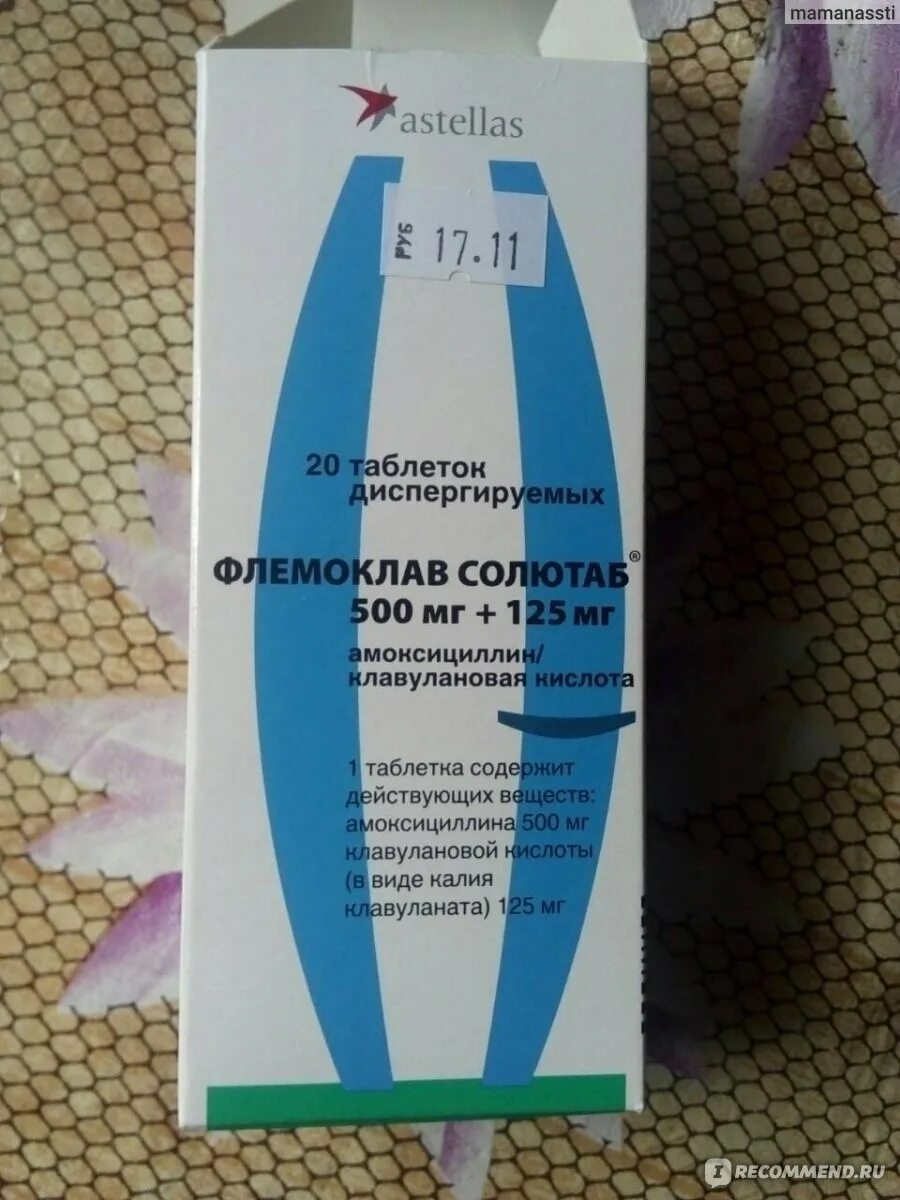 mamanassti
astellas
РУБ 17.11
20 таблеток
диспергируемых
ФЛЕМОКЛАВ СОЛЮТАБ®
500 мг + 125 мг
амоксициллин/
клавулановая кислота
1 таблетка содержит
действующих веществ:
амоксициллина 500 мг
клавулановой кислоты
(в виде калия
клавуланата) 125 мг
IRECOMMEND.RU